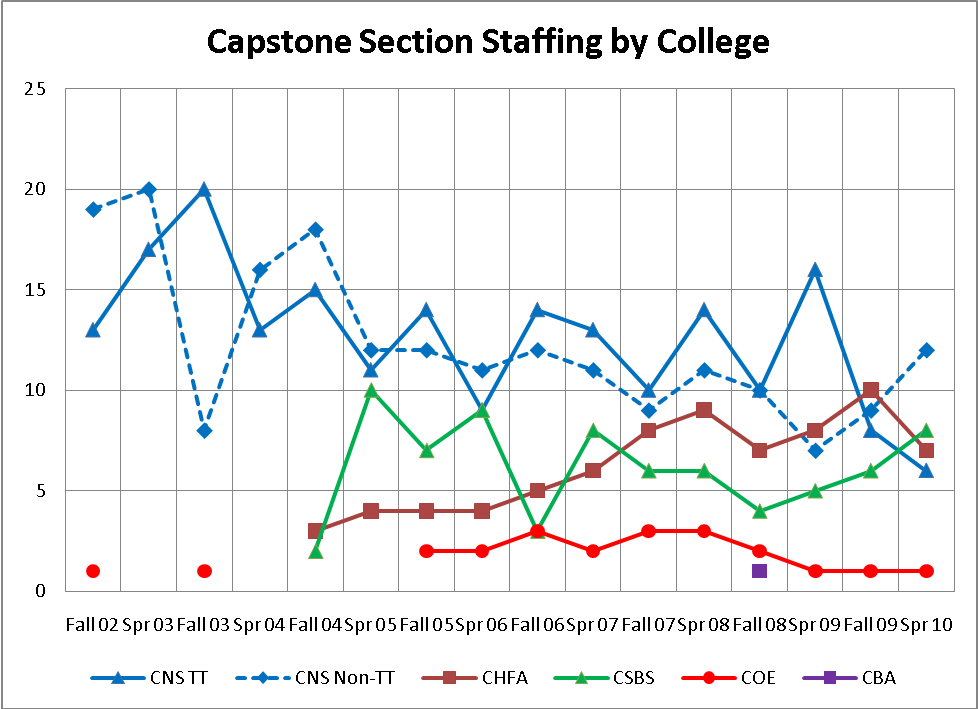 Capstone Section Staffing by College
25
20
15
10
5
0
Fall 02 Spr 03 Fall 03 Spr 04 Fall 04 Spr 05 Fall 05 Spr 06 Fall 06 Spr 07 Fall 07 Spr 08 Fall 08 Spr 09 Fall 09 Spr 10
CNS TT CNS Non-TT CHFA CSBS COE CBA